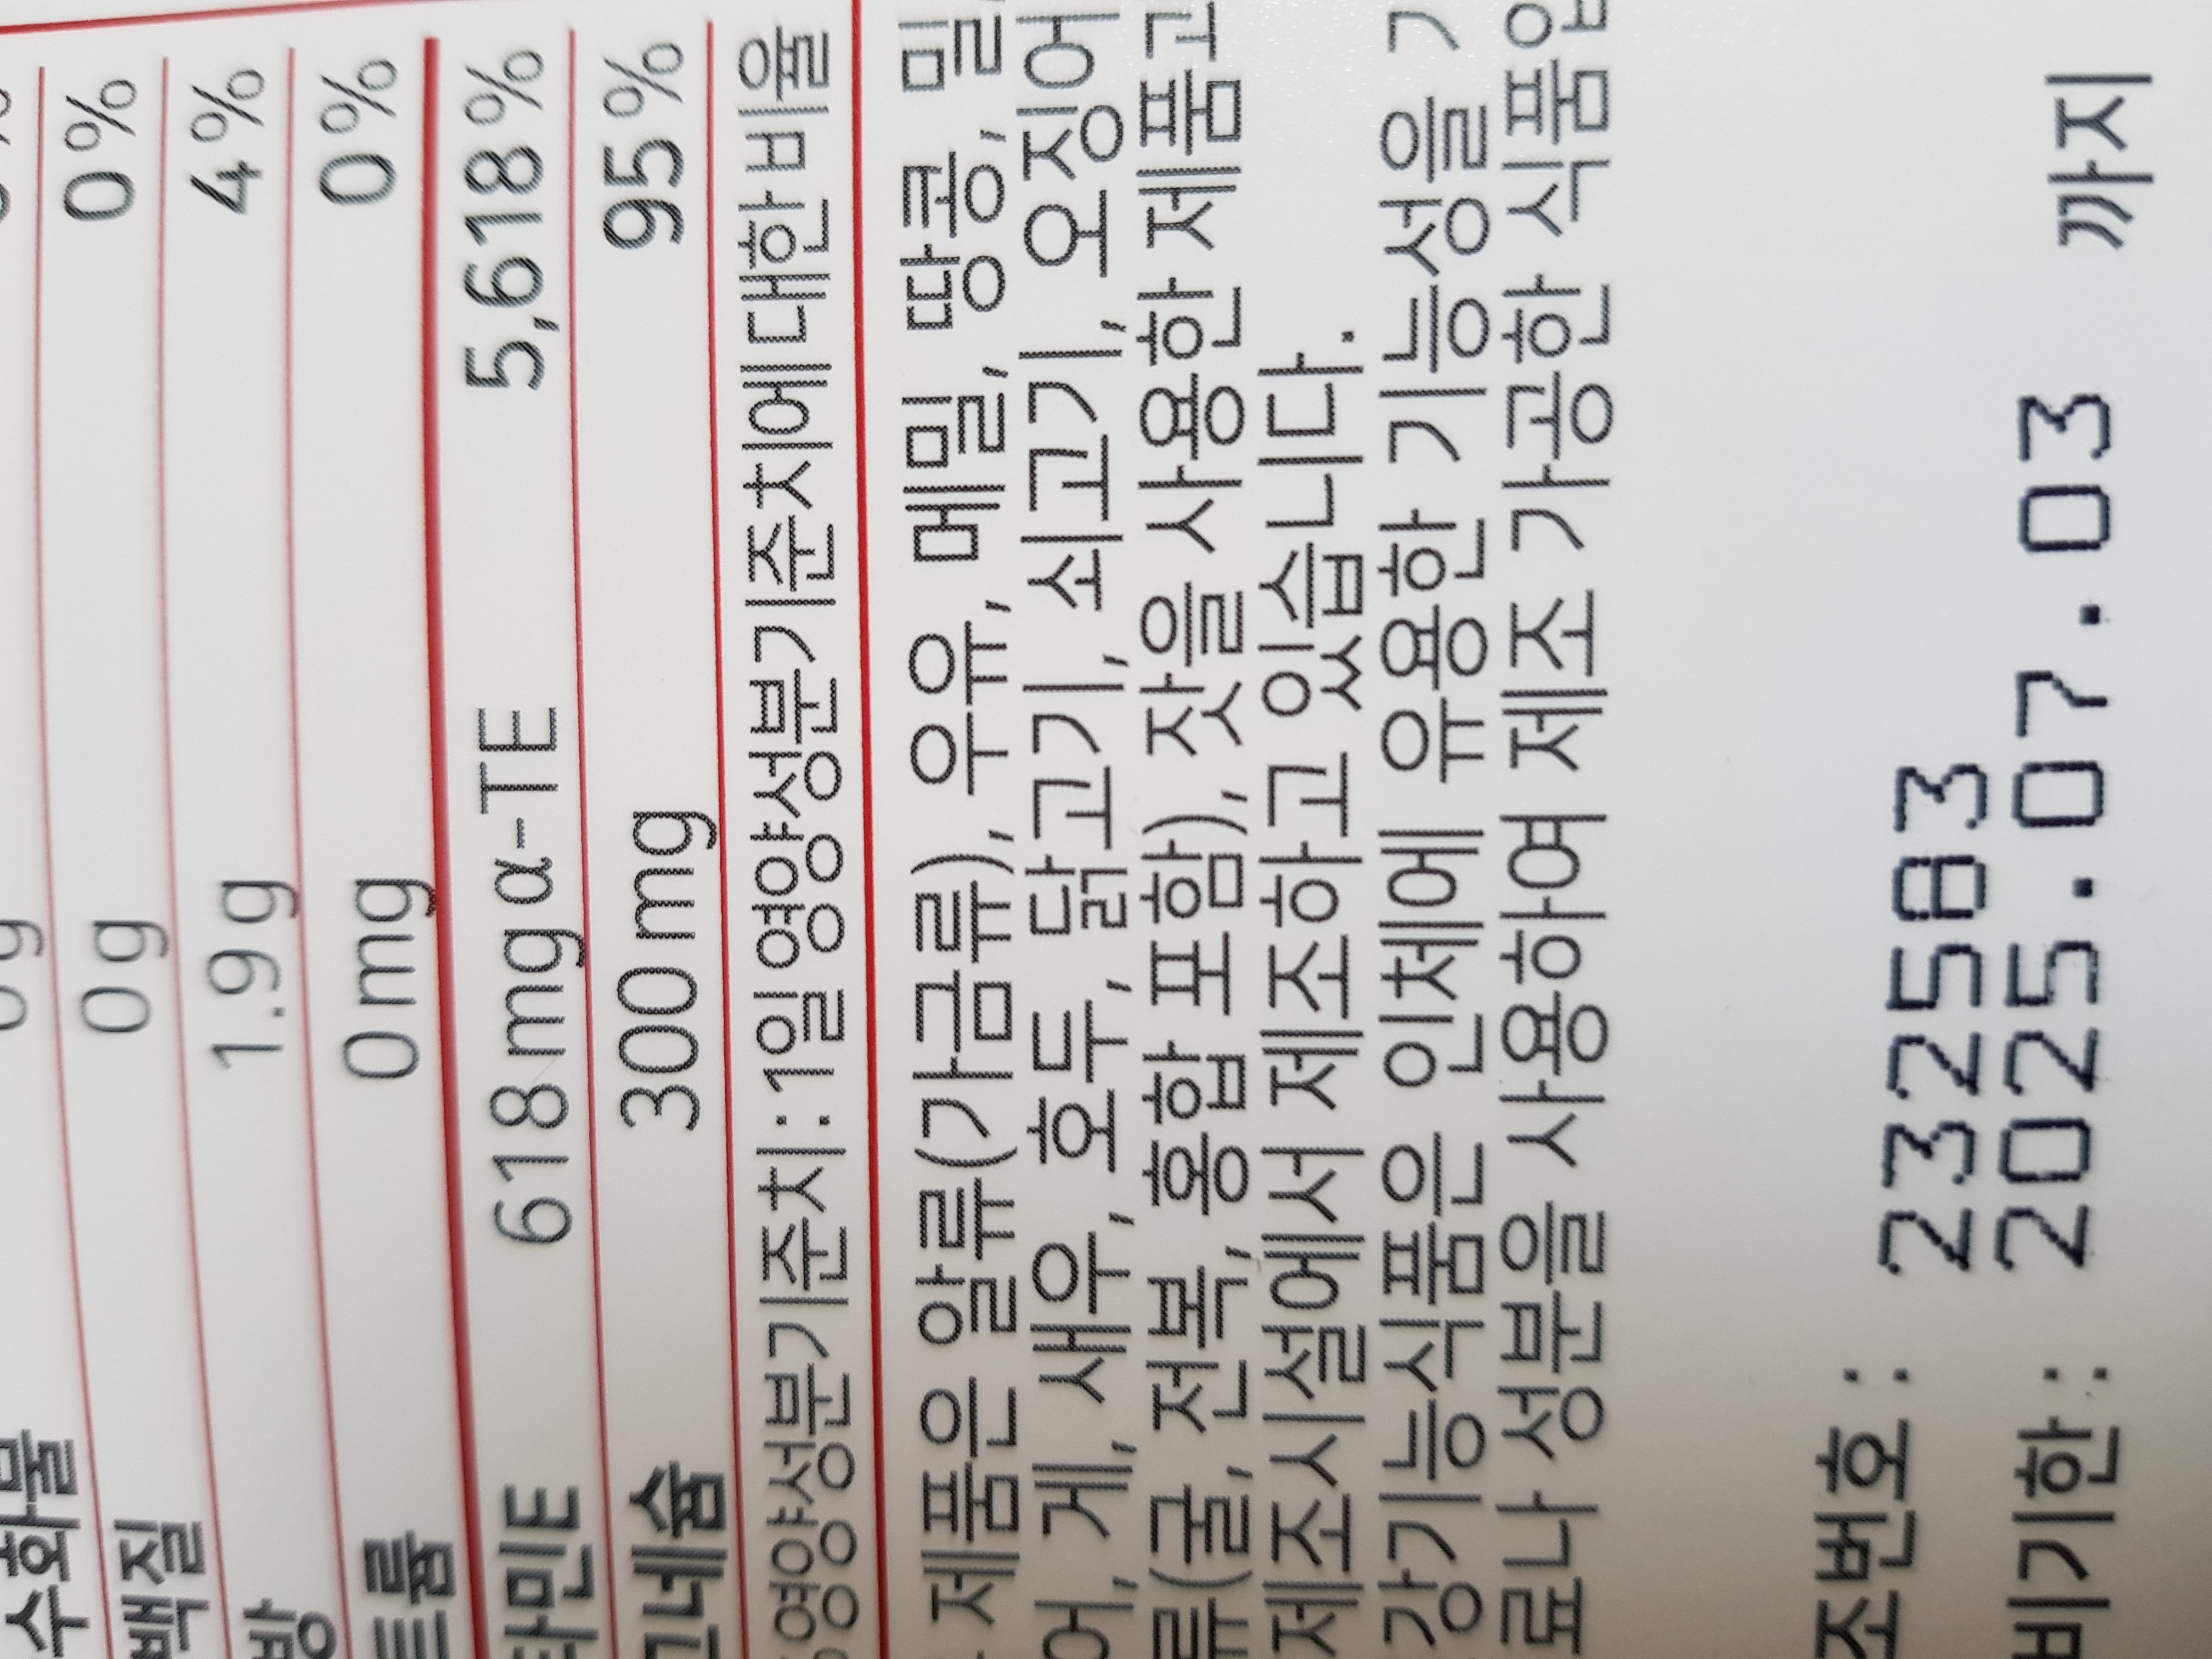 수화물 0g 0%
백질 0g 0%
방 1.9g 4%
트륨 0mg 0%
타민E 618mg α-TE 5,618%
그네슘 300mg 95%
영양성분기준치:1일 영양성분기준치에대한 비율
제품은 알류(가금류), 우유, 메밀, 땅콩, 밀,
어, 게, 새우, 호두, 닭고기, 쇠고기, 오징어
류(굴, 전복, 홍합 포함), 잣을 사용한 제품고
제조시설에서 제조하고 있습니다.
강기능식품은 인체에 유용한 기능성을 가
료나 성분을 사용하여 제조 가공한 식품입
조번호 : 232583
비기한 : 2025.07.03 까지